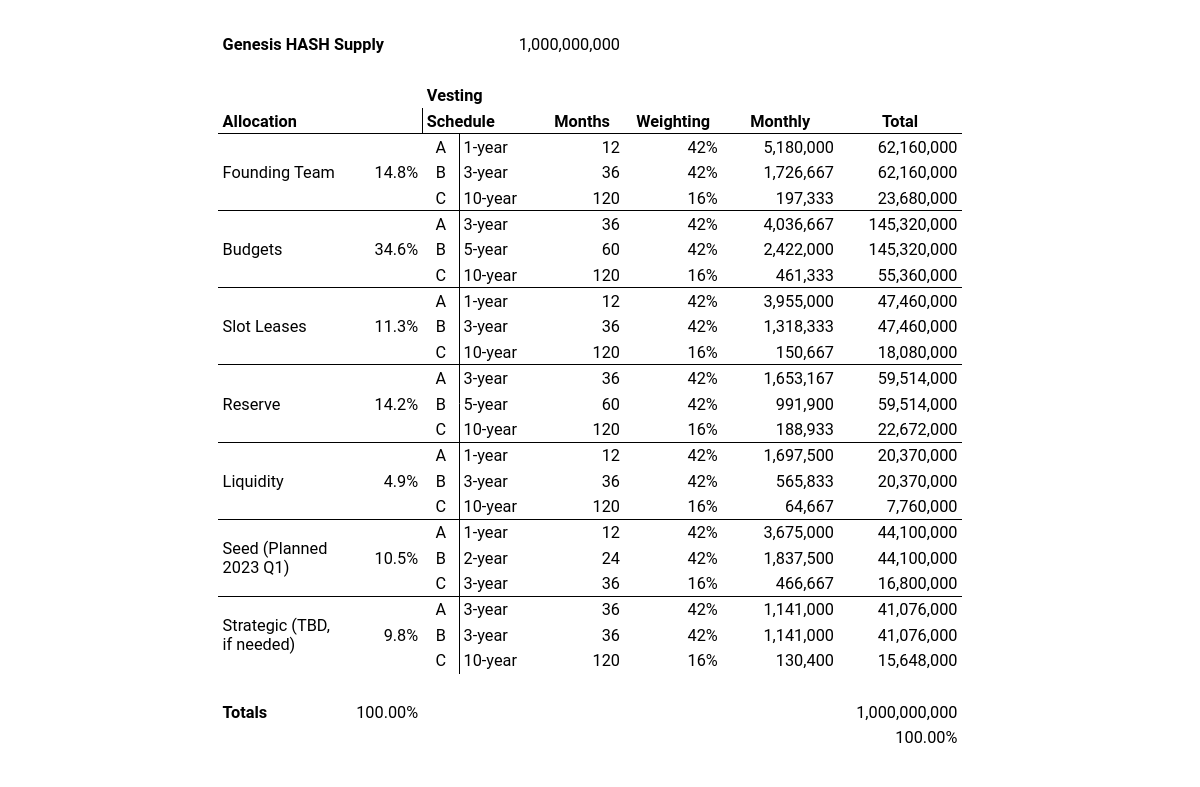 Genesis HASH Supply 1,000,000,000
Vesting
Allocation Schedule Months Weighting Monthly Total
A 1-year 12 42% 5,180,000 62,160,000
Founding Team 14.8% B 3-year 36 42% 1,726,667 62,160,000
C 10-year 120 16% 197,333 23,680,000
A 3-year 36 42% 4,036,667 145,320,000
Budgets 34.6% B 5-year 60 42% 2,422,000 145,320,000
C 10-year 120 16% 461,333 55,360,000
A 1-year 12 42% 3,955,000 47,460,000
Slot Leases 11.3% B 3-year 36 42% 1,318,333 47,460,000
C 10-year 120 16% 150,667 18,080,000
A 3-year 36 42% 1,653,167 59,514,000
Reserve 14.2% B 5-year 60 42% 991,900 59,514,000
C 10-year 120 16% 188,933 22,672,000
A 1-year 12 42% 1,697,500 20,370,000
Liquidity 4.9% B 3-year 36 42% 565,833 20,370,000
C 10-year 120 16% 64,667 7,760,000
A 1-year 12 42% 3,675,000 44,100,000
Seed (Planned
2023 Q1) 10.5% B 2-year 24 42% 1,837,500 44,100,000
C 3-year 36 16% 466,667 16,800,000
A 3-year 36 42% 1,141,000 41,076,000
Strategic (TBD,
if needed) 9.8% B 3-year 36 42% 1,141,000 41,076,000
C 10-year 120 16% 130,400 15,648,000
Totals 100.00% 1,000,000,000
100.00%